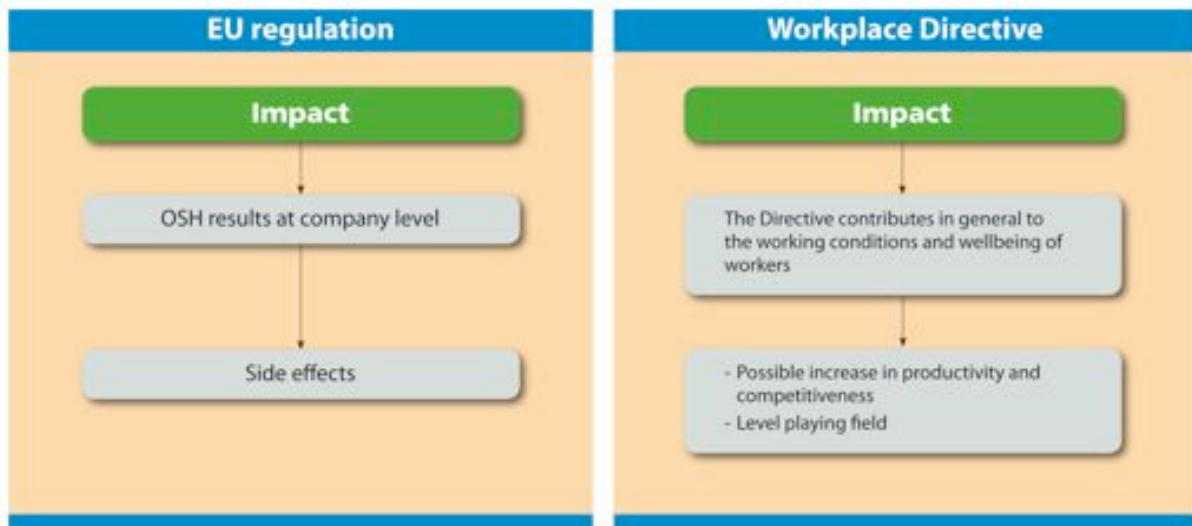 EU regulation
Impact
OSH results at company level
Side effects
Workplace Directive
Impact
The Directive contributes in general to
the working conditions and wellbeing of
workers
- Possible increase in productivity and
competitiveness
- Level playing field